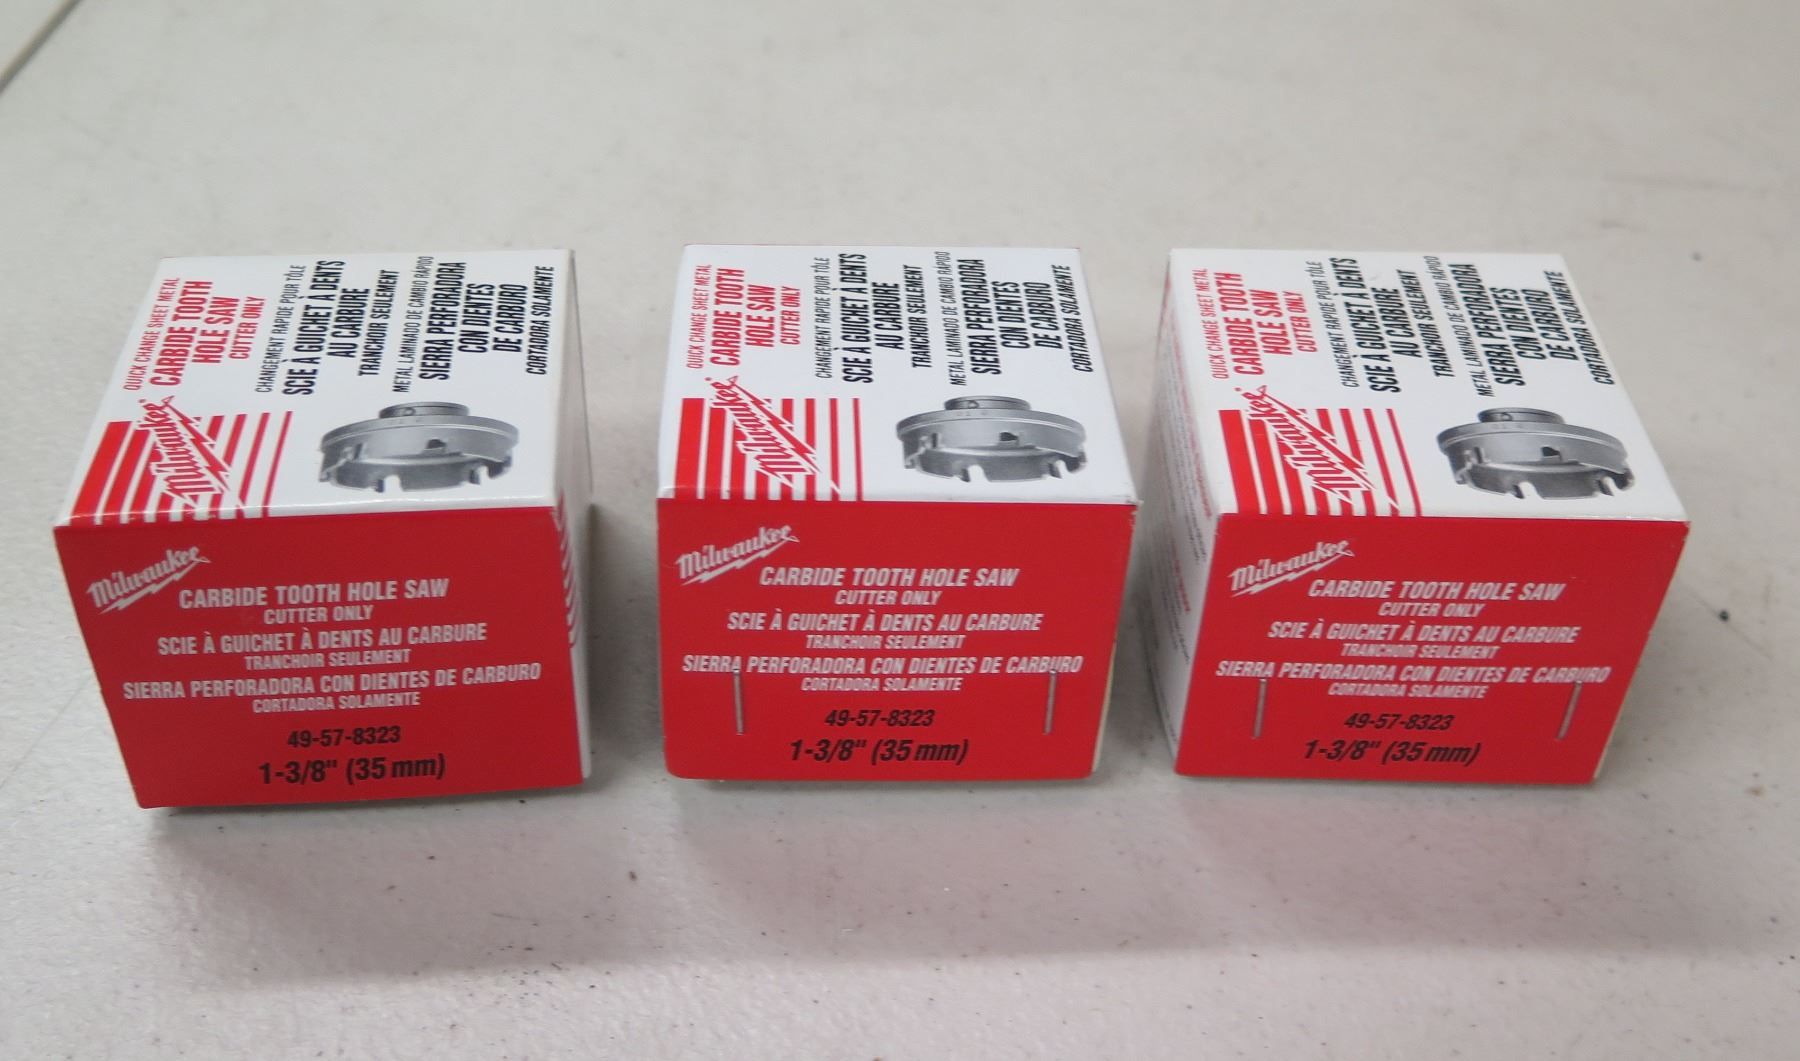 QUICK CHANGE SHEET METAL
CARBIDE TOOTH
HOLE SAW
CUTTER ONLY
CHANGEMENT RAPIDE POUR TÔLE
SCIE À GUICHET À DENTS
AU CARBURE
TRANCHOIR SEULEMENT
METAL LAMINADO DE CAMBIO RÁPIDO
SIERRA PERFORADORA
CON DIENTES
DE CARBURO
CORTADORA SOLAMENTE
Milwaukee
Milwaukee
CARBIDE TOOTH HOLE SAW
CUTTER ONLY
SCIE À GUICHET À DENTS AU CARBURE
TRANCHOIR SEULEMENT
SIERRA PERFORADORA CON DIENTES DE CARBURO
CORTADORA SOLAMENTE
49-57-8323
1-3/8" (35 mm)
QUICK CHANGE SHEET METAL
CARBIDE TOOTH
HOLE SAW
CUTTER ONLY
CHANGEMENT RAPIDE POUR TÔLE
SCIE À GUICHET À DENTS
AU CARBURE
TRANCHOIR SEULEMENT
METAL LAMINADO DE CAMBIO RÁPIDO
SIERRA PERFORADORA
CON DIENTES
DE CARBURO
CORTADORA SOLAMENTE
Milwaukee
Milwaukee
CARBIDE TOOTH HOLE SAW
CUTTER ONLY
SCIE À GUICHET À DENTS AU CARBURE
TRANCHOIR SEULEMENT
SIERRA PERFORADORA CON DIENTES DE CARBURO
CORTADORA SOLAMENTE
49-57-8323
1-3/8" (35 mm)
QUICK CHANGE SHEET METAL
CARBIDE TOOTH
HOLE SAW
CUTTER ONLY
CHANGEMENT RAPIDE POUR TÔLE
SCIE À GUICHET À DENTS
AU CARBURE
TRANCHOIR SEULEMENT
METAL LAMINADO DE CAMBIO RÁPIDO
SIERRA PERFORADORA
CON DIENTES
DE CARBURO
CORTADORA SOLAMENTE
Milwaukee
Milwaukee
CARBIDE TOOTH HOLE SAW
CUTTER ONLY
SCIE À GUICHET À DENTS AU CARBURE
TRANCHOIR SEULEMENT
SIERRA PERFORADORA CON DIENTES DE CARBURO
CORTADORA SOLAMENTE
49-57-8323
1-3/8" (35 mm)